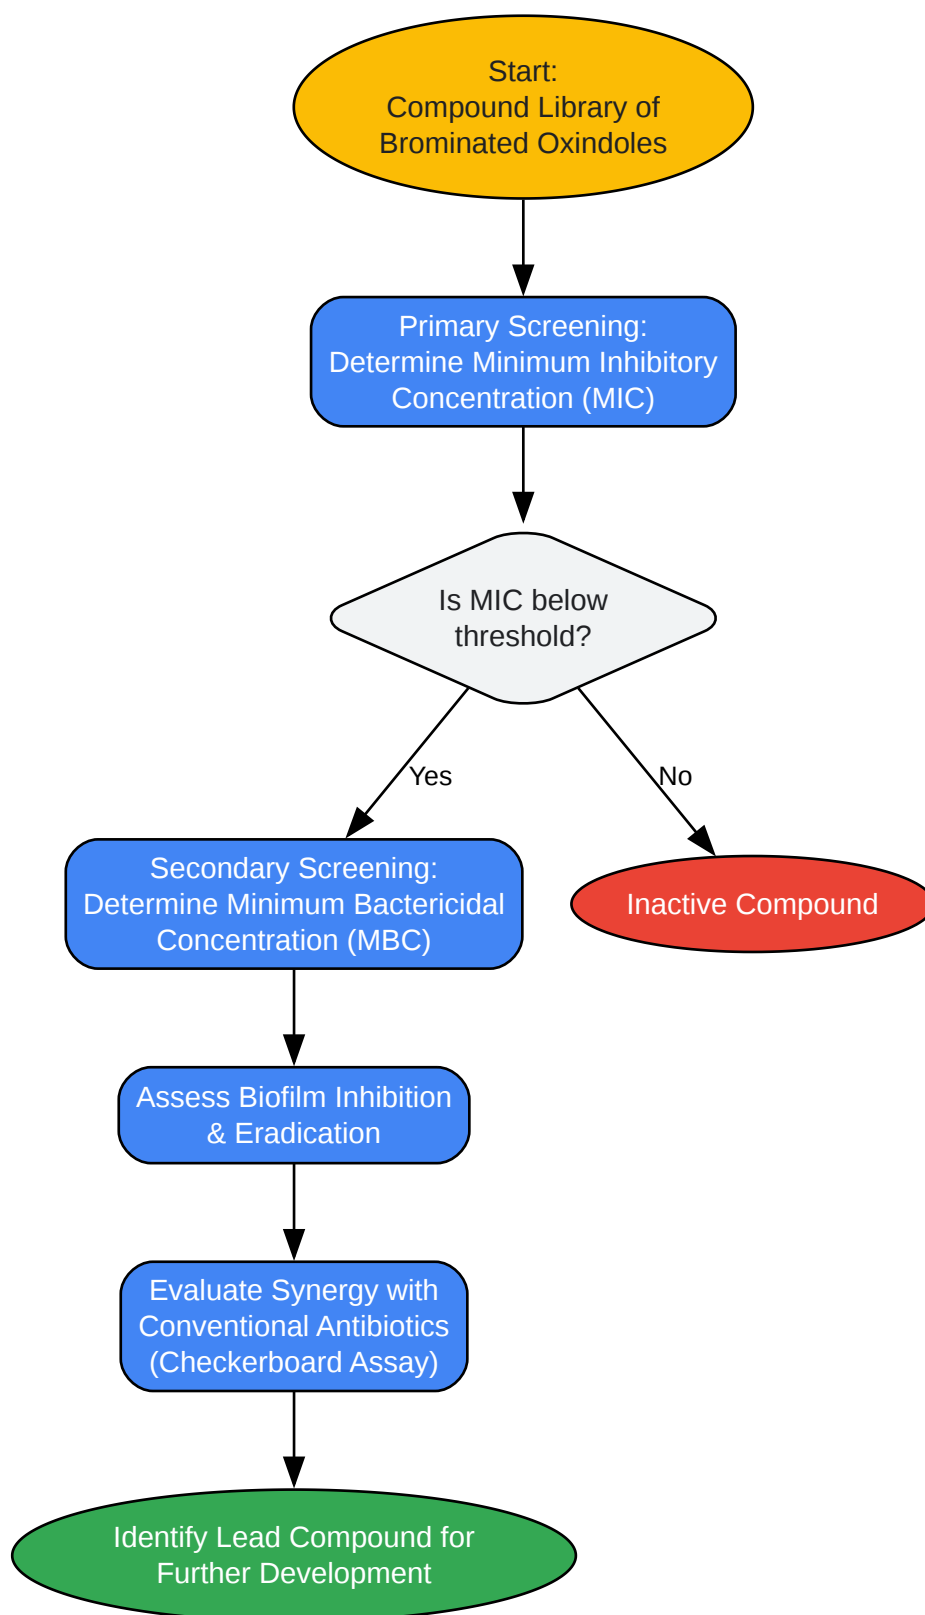 Start:
Compound Library of
Brominated Oxindoles
Primary Screening:
Determine Minimum Inhibitory
Concentration (MIC)
Is MIC below
threshold?
Yes
No
Secondary Screening:
Determine Minimum Bactericidal
Concentration (MBC)
Inactive Compound
Assess Biofilm Inhibition
& Eradication
Evaluate Synergy with
Conventional Antibiotics
(Checkerboard Assay)
Identify Lead Compound for
Further Development